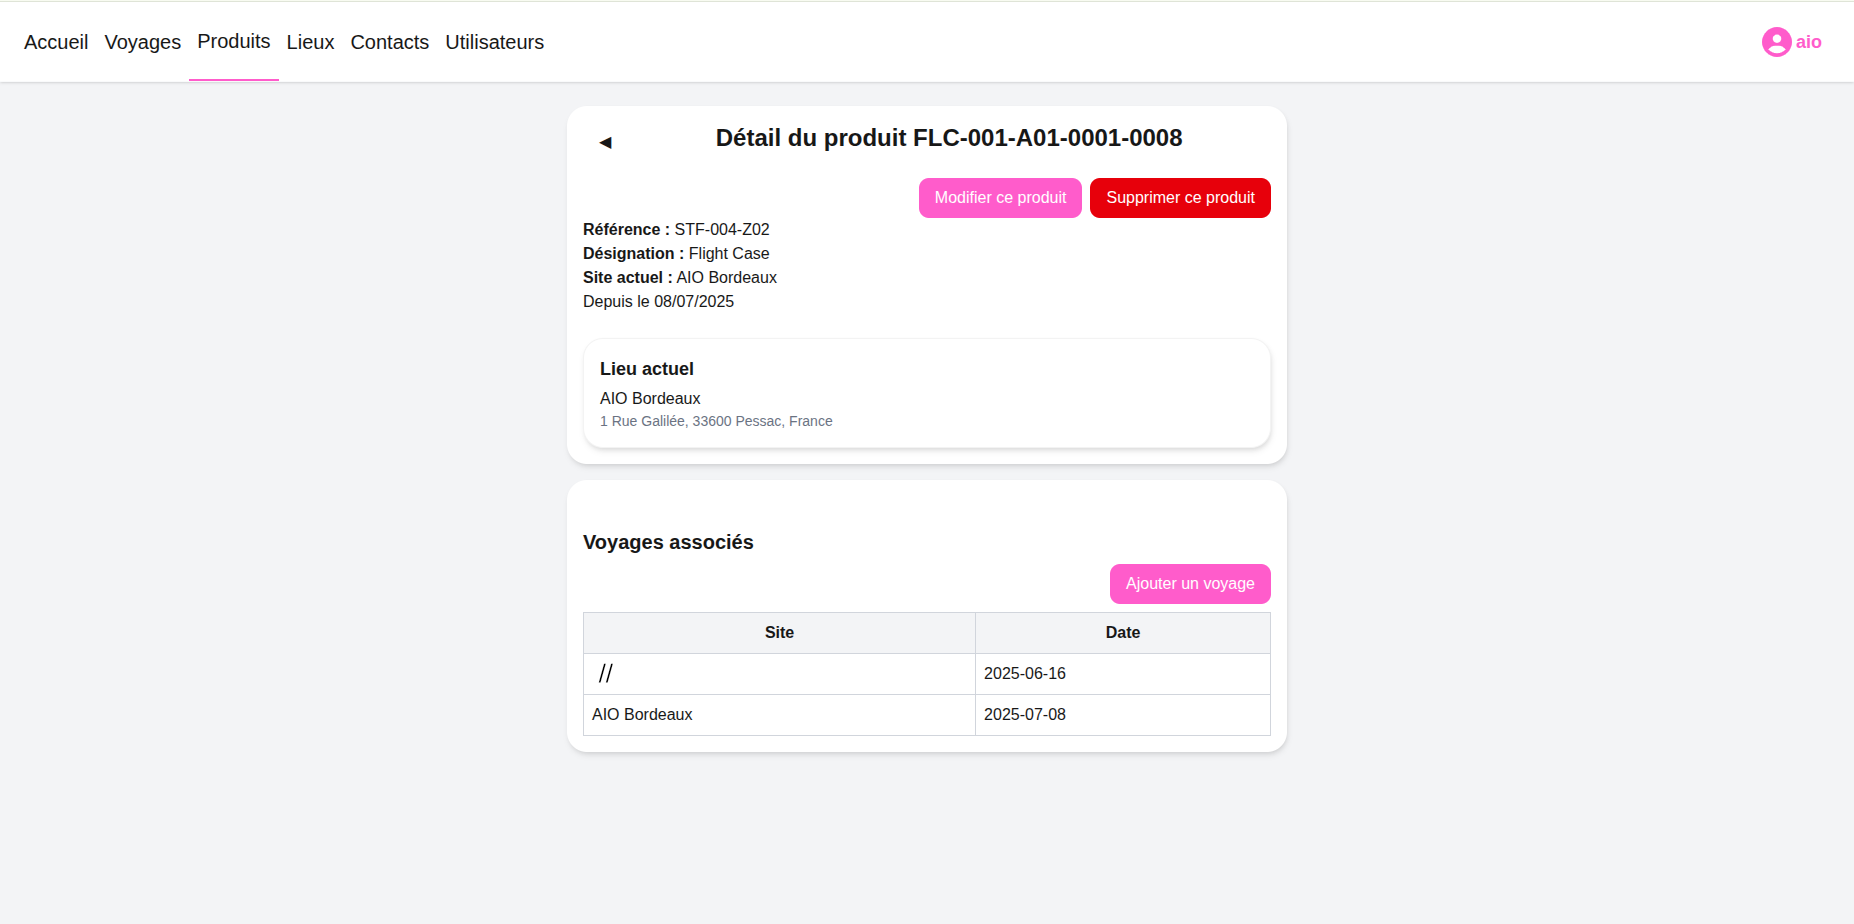 Accueil Voyages Produits Lieux Contacts Utilisateurs aio
Détail du produit FLC-001-A01-0001-0008
Modifier ce produit Supprimer ce produit
Référence : STF-004-Z02
Désignation : Flight Case
Site actuel : AIO Bordeaux
Depuis le 08/07/2025
Lieu actuel
AIO Bordeaux
1 Rue Galilée, 33600 Pessac, France
Voyages associés
Ajouter un voyage
Site Date
// 2025-06-16
AIO Bordeaux 2025-07-08